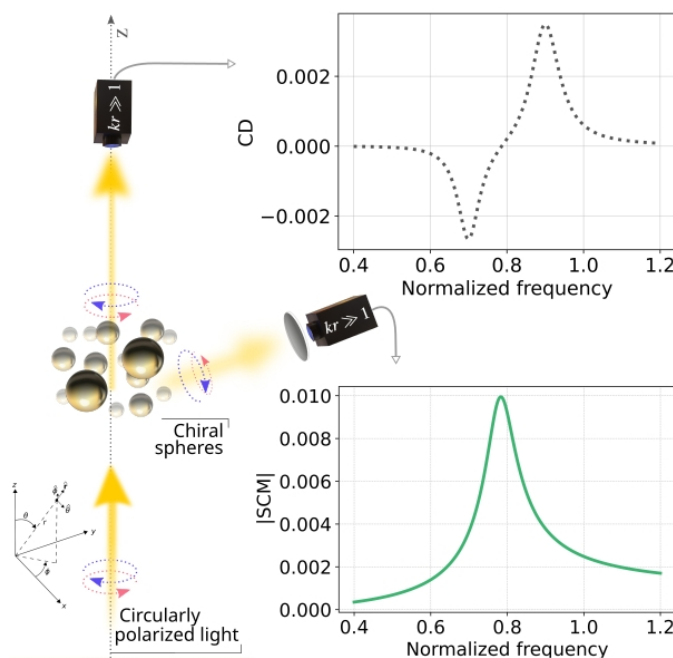 z
kr ≫ 1
CD
0.002
0.000
−0.002
0.4
0.6
0.8
1.0
1.2
Normalized frequency
kr ≫ 1
Chiral
spheres
|SCM|
0.010
0.008
0.006
0.004
0.002
0.000
0.4
0.6
0.8
1.0
1.2
Normalized frequency
z
θ
r
r̂
ϕ̂
θ̂
y
ϕ
x
Circularly
polarized light